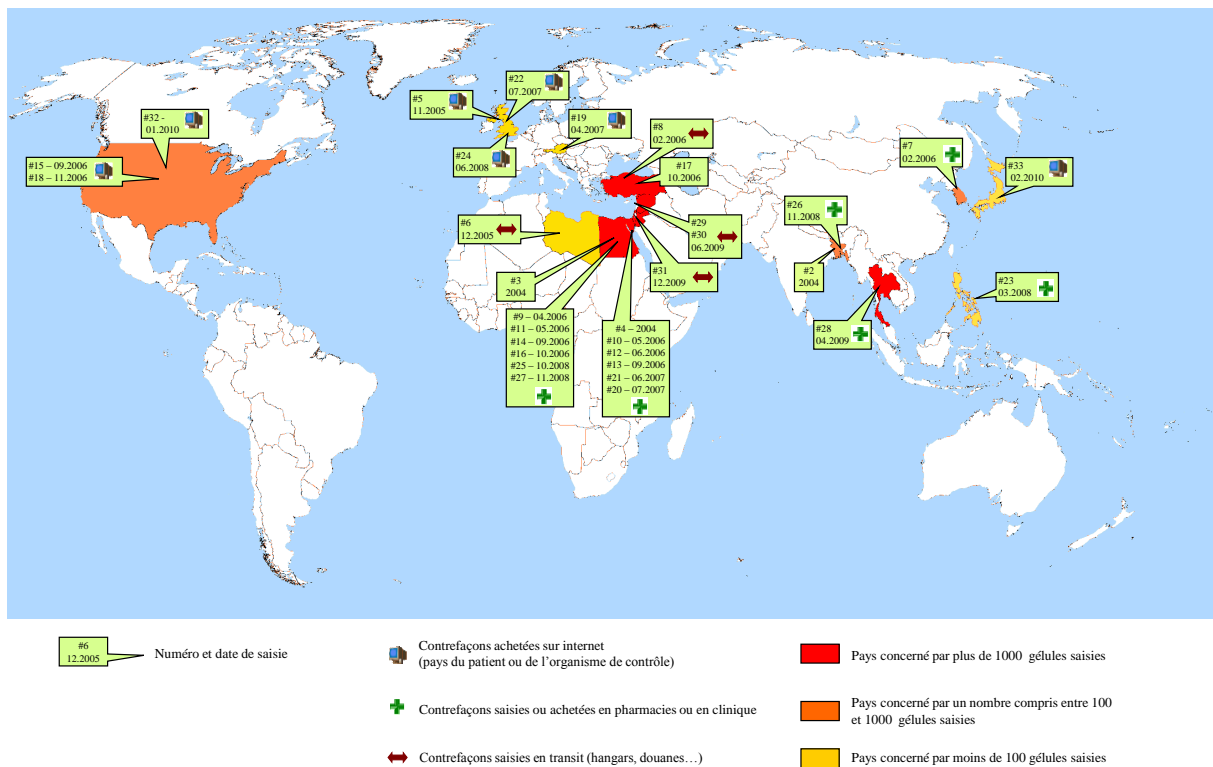 #32 -
01.2010
#15 – 09.2006
#18 – 11.2006
#5
11.2005
#22
07.2007
#19
04.2007
#24
06.2008
#8
02.2006
#17
10.2006
#7
02.2006
#33
02.2010
#26
11.2008
#6
12.2005
#29
#30
06.2009
#31
12.2009
#3
2004
#2
2004
#23
03.2008
#28
04.2009
#9 – 04.2006
#11 – 05.2006
#14 – 09.2006
#16 – 10.2006
#25 – 10.2008
#27 – 11.2008
#4 – 2004
#10 – 05.2006
#12 – 06.2006
#13 – 09.2006
#21 – 06.2007
#20 – 07.2007
#6
12.2005
Numéro et date de saisie
Contrefaçons achetées sur internet
(pays du patient ou de l’organisme de contrôle)
Contrefaçons saisies ou achetées en pharmacies ou en clinique
Contrefaçons saisies en transit (hangars, douanes…)
Pays concerné par plus de 1000 gélules saisies
Pays concerné par un nombre compris entre 100
et 1000 gélules saisies
Pays concerné par moins de 100 gélules saisies